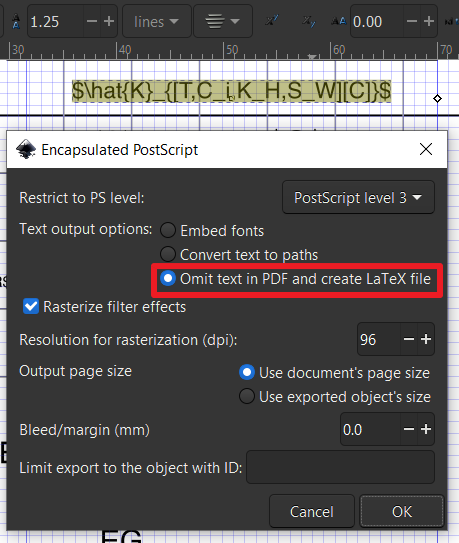 1.25 lines 0.00
30 40 50 60 70
$\hat{K}_{[T,C_i,K_H,S_W][C]}$
Encapsulated PostScript
Restrict to PS level: PostScript level 3
Text output options: Embed fonts
Convert text to paths
Omit text in PDF and create LaTeX file
Rasterize filter effects
Resolution for rasterization (dpi): 96
Output page size Use document's page size
Use exported object's size
Bleed/margin (mm) 0.0
Limit export to the object with ID:
Cancel OK
EG